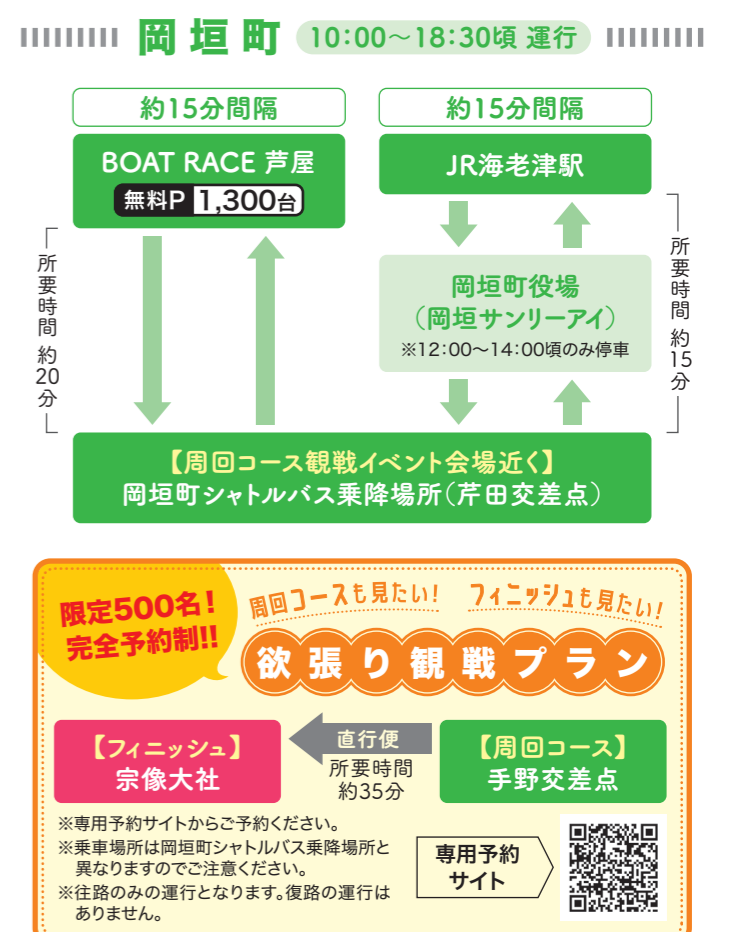 岡垣町 10:00〜18:30頃 運行
約15分間隔
BOAT RACE 芦屋
無料P 1,300台
所要時間 約20分
約15分間隔
JR海老津駅
岡垣町役場
（岡垣サンリーアイ）
※12:00〜14:00頃のみ停車
所要時間 約15分
【周回コース観戦イベント会場近く】
岡垣町シャトルバス乗降場所（芹田交差点）
限定500名！
完全予約制!!
周回コースも見たい！ フィニッシュも見たい！
欲張り観戦プラン
【フィニッシュ】
宗像大社
直行便
所要時間
約35分
【周回コース】
手野交差点
※専用予約サイトからご予約ください。
※乗車場所は岡垣町シャトルバス乗降場所と
異なりますのでご注意ください。
※往路のみの運行となります。復路の運行は
ありません。
専用予約
サイト